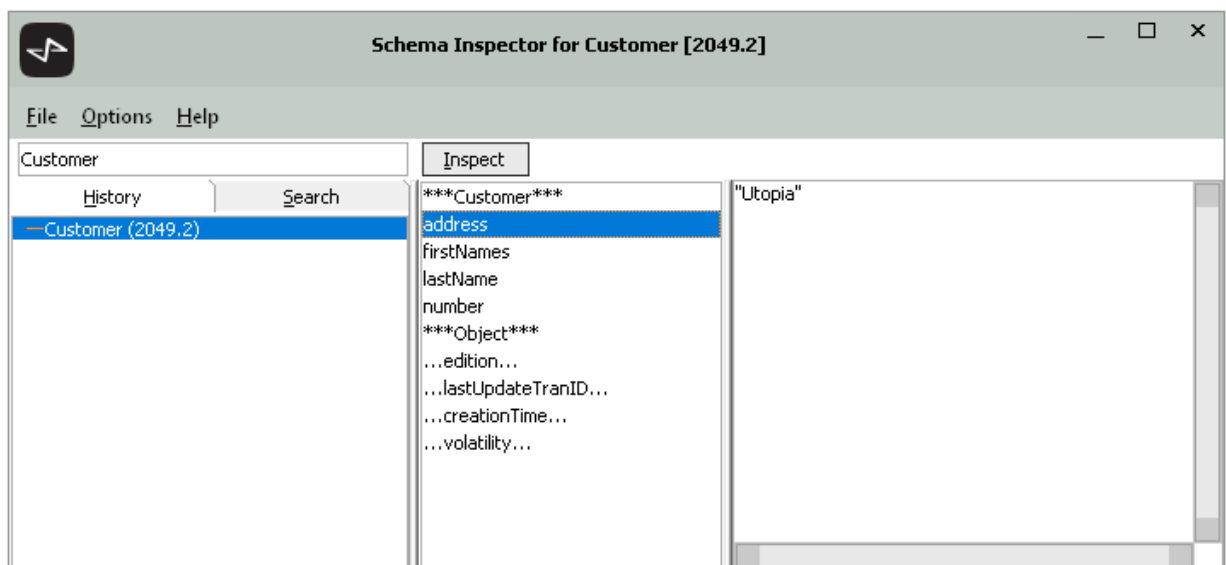 Schema Inspector for Customer [2049.2]
File Options Help
Customer
Inspect
History Search
Customer (2049.2)
***Customer***
address
firstNames
lastName
number
***Object***
...edition...
...lastUpdateTranID...
...creationTime...
...volatility...
"Utopia"